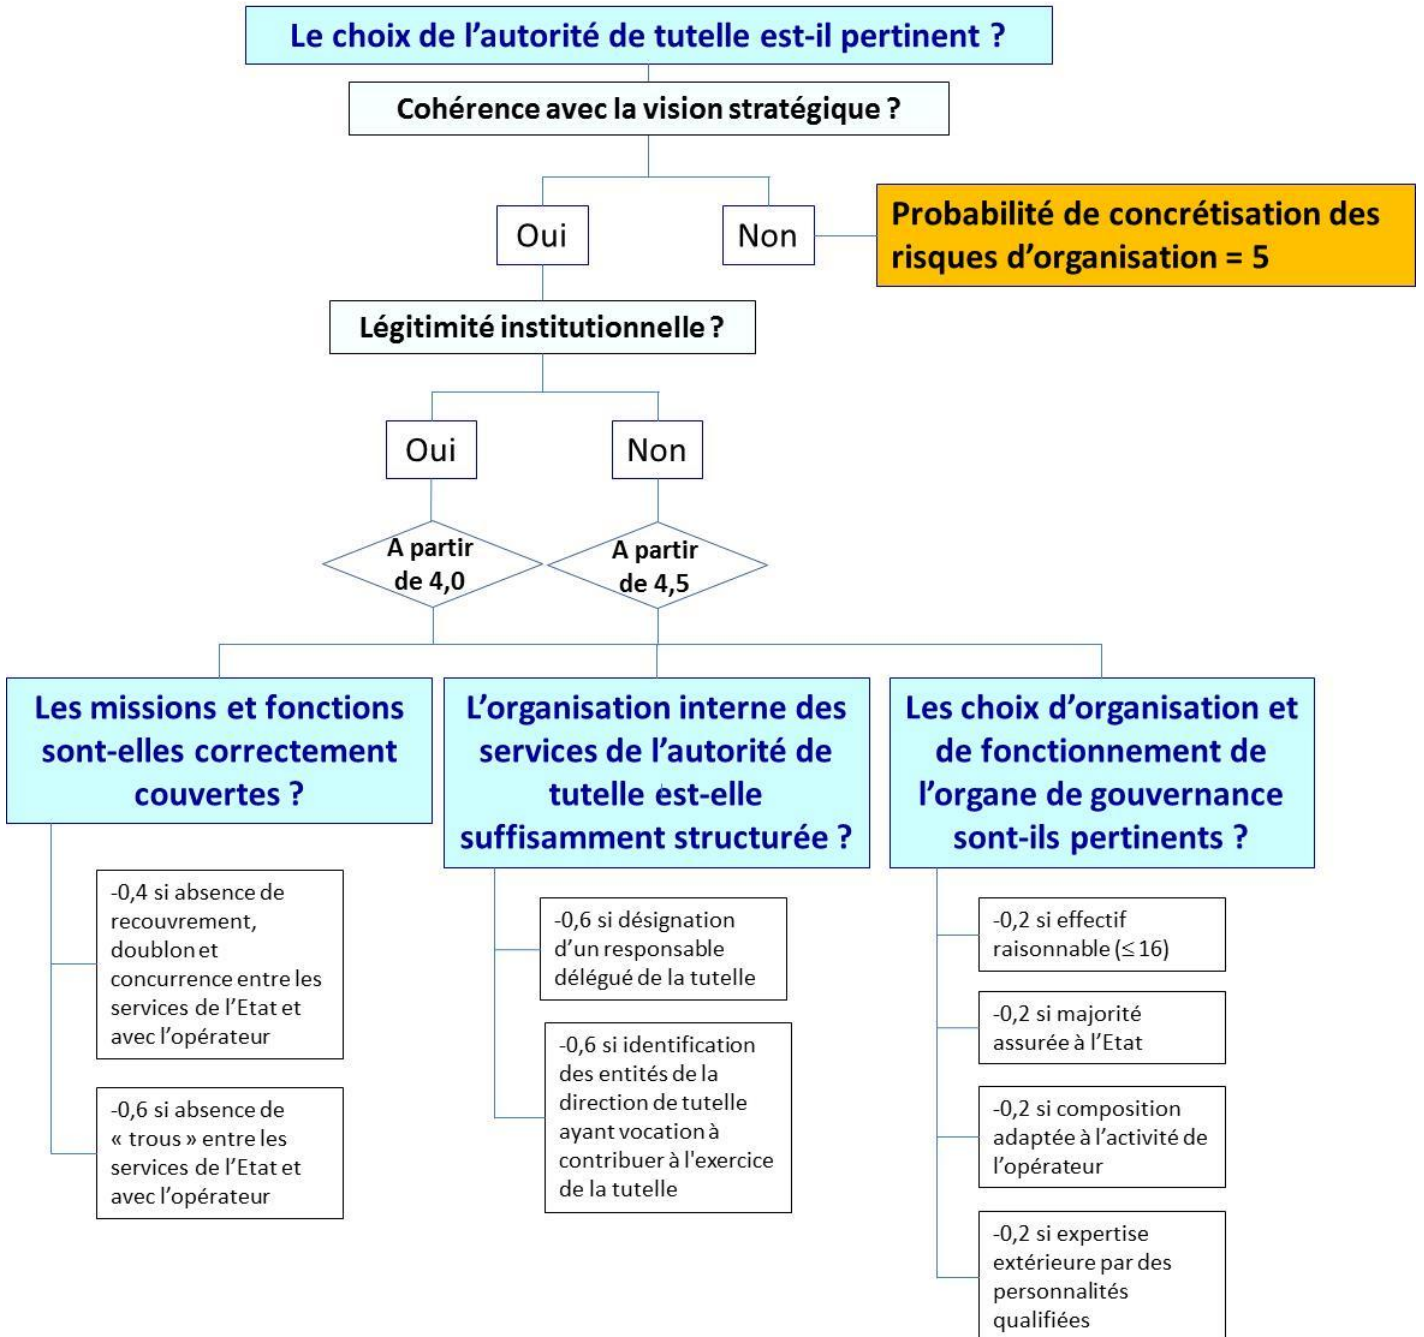 Le choix de l’autorité de tutelle est-il pertinent ?
Cohérence avec la vision stratégique ?
Oui
Non
Probabilité de concrétisation des
risques d’organisation = 5
Légitimité institutionnelle ?
Oui
Non
A partir
de 4,0
A partir
de 4,5
Les missions et fonctions
sont-elles correctement
couvertes ?
-0,4 si absence de
recouvrement,
doublon et
concurrence entre les
services de l’Etat et
avec l’opérateur
-0,6 si absence de
« trous » entre les
services de l’Etat et
avec l’opérateur
L’organisation interne des
services de l’autorité de
tutelle est-elle
suffisamment structurée ?
-0,6 si désignation
d’un responsable
délégué de la tutelle
-0,6 si identification
des entités de la
direction de tutelle
ayant vocation à
contribuer à l'exercice
de la tutelle
Les choix d’organisation et
de fonctionnement de
l’organe de gouvernance
sont-ils pertinents ?
-0,2 si effectif
raisonnable (≤ 16)
-0,2 si majorité
assurée à l’Etat
-0,2 si composition
adaptée à l’activité de
l’opérateur
-0,2 si expertise
extérieure par des
personnalités
qualifiées